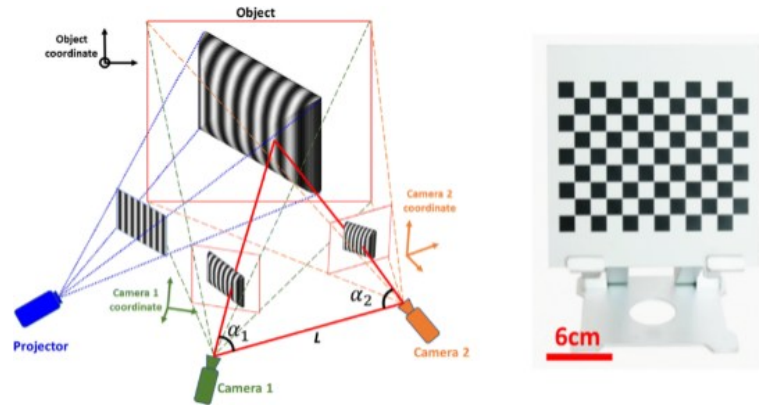 Object
Object
coordinate
Camera 2
coordinate
Camera 1
coordinate
α₂
α₁
L
Projector
Camera 1
Camera 2
6cm